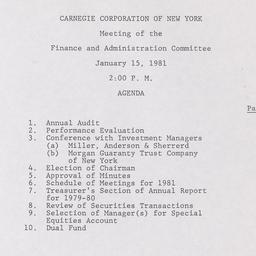 CARNEGIE CORPORATION OF NEW YORK
Meeting of the
Finance and Administration Committee
January 15, 1981
2:00 P. M.
AGENDA
Pa
1. Annual Audit
2. Performance Evaluation
3. Conference with Investment Managers
(a) Miller, Anderson & Sherrerd
(b) Morgan Guaranty Trust Company
of New York
4. Election of Chairman
5. Approval of Minutes
6. Schedule of Meetings for 1981
7. Treasurer's Section of Annual Report
for 1979-80
8. Review of Securities Transactions
9. Selection of Manager(s) for Special
Equities Account
10. Dual Fund